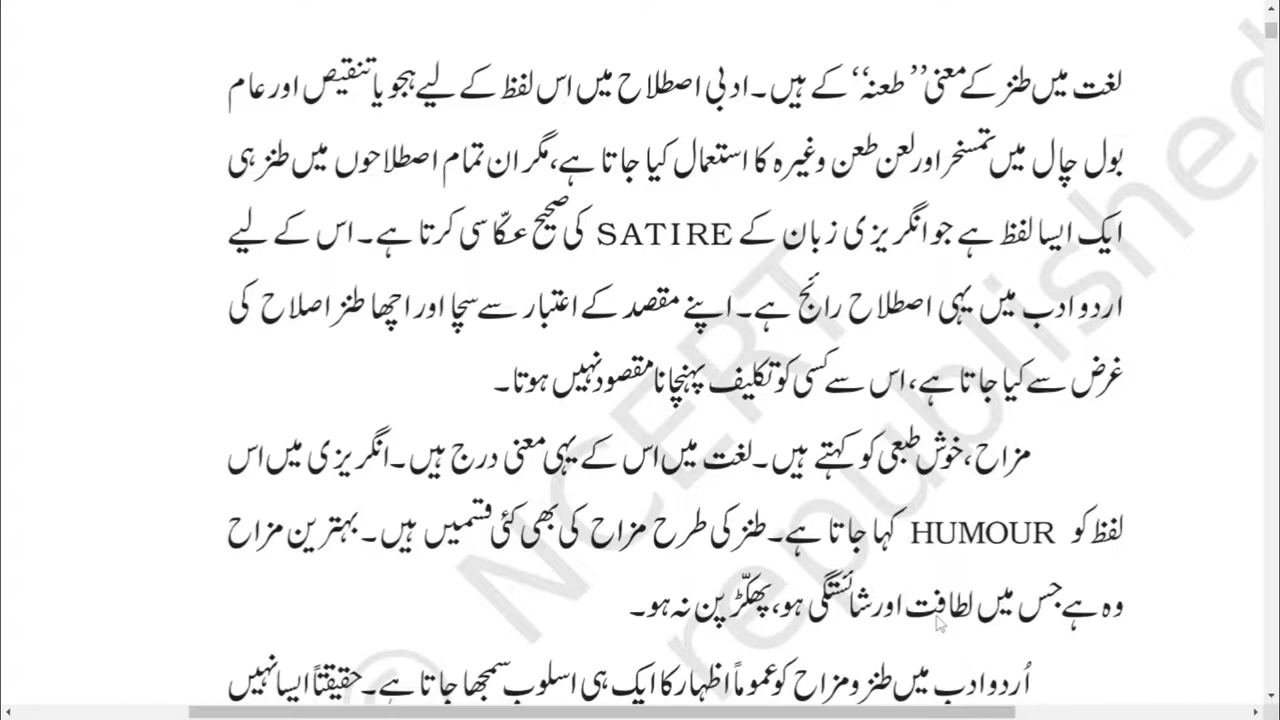 لغت میں طنز کے معنی ”طعنہ“ کے ہیں۔ ادبی اصطلاح میں اس لفظ کے لیے ہجو یا تنقیص اور عام
بول چال میں تمسخر اور لعن طعن وغیرہ کا استعمال کیا جاتا ہے، مگر ان تمام اصطلاحوں میں طنز ہی
ایک ایسا لفظ ہے جو انگریزی زبان کے SATIRE کی صحیح عکّاسی کرتا ہے۔ اس کے لیے
اردو ادب میں یہی اصطلاح رائج ہے۔ اپنے مقصد کے اعتبار سے سچا اور اچھا طنز اصلاح کی
غرض سے کیا جاتا ہے، اس سے کسی کو تکلیف پہنچانا مقصود نہیں ہوتا۔
مزاح، خوش طبعی کو کہتے ہیں۔ لغت میں اس کے یہی معنی درج ہیں۔ انگریزی میں اس
لفظ کو HUMOUR کہا جاتا ہے۔ طنز کی طرح مزاح کی بھی کئی قسمیں ہیں۔ بہترین مزاح
وہ ہے جس میں لطافت اور شائستگی ہو، پھکّڑ پن نہ ہو۔
اُردو ادب میں طنز و مزاح کو عموماً اظہار کا ایک ہی اسلوب سمجھا جاتا ہے۔ حقیقتاً ایسا نہیں
© NCERT
republished